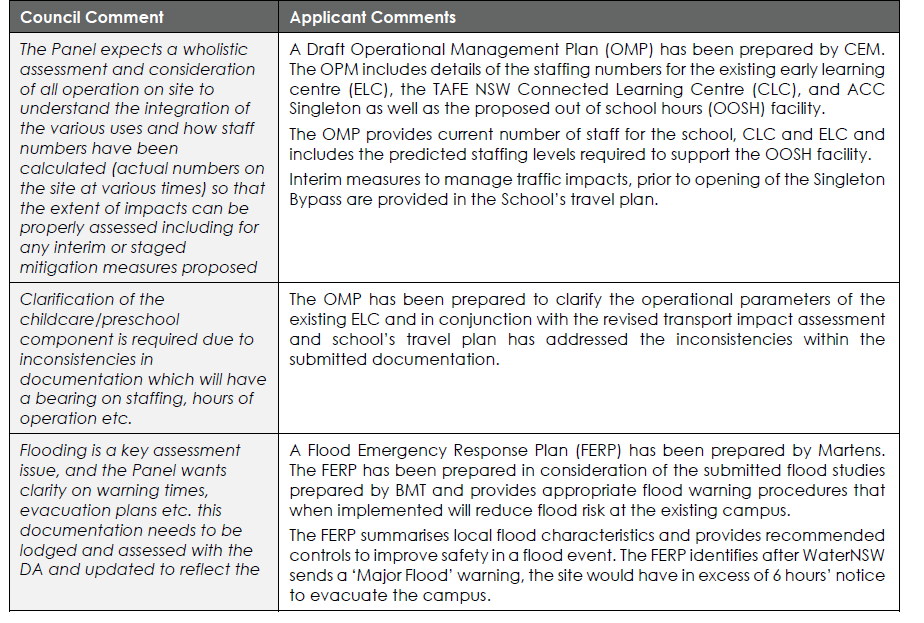 Council Comment
Applicant Comments
The Panel expects a wholistic
assessment and consideration
of all operation on site to
understand the integration of
the various uses and how staff
numbers have been
calculated (actual numbers on
the site at various times) so that
the extent of impacts can be
properly assessed including for
any interim or staged
mitigation measures proposed
A Draft Operational Management Plan (OMP) has been prepared by CEM.
The OPM includes details of the staffing numbers for the existing early learning
centre (ELC), the TAFE NSW Connected Learning Centre (CLC), and ACC
Singleton as well as the proposed out of school hours (OOSH) facility.
The OMP provides current number of staff for the school, CLC and ELC and
includes the predicted staffing levels required to support the OOSH facility.
Interim measures to manage traffic impacts, prior to opening of the Singleton
Bypass are provided in the School's travel plan.
Clarification of the
childcare/preschool
component is required due to
inconsistencies in
documentation which will have
a bearing on staffing, hours of
operation etc.
The OMP has been prepared to clarify the operational parameters of the
existing ELC and in conjunction with the revised transport impact assessment
and school's travel plan has addressed the inconsistencies within the
submitted documentation.
Flooding is a key assessment
issue, and the Panel wants
clarity on warning times,
evacuation plans etc. this
documentation needs to be
lodged and assessed with the
DA and updated to reflect the
A Flood Emergency Response Plan (FERP) has been prepared by Martens.
The FERP has been prepared in consideration of the submitted flood studies
prepared by BMT and provides appropriate flood warning procedures that
when implemented will reduce flood risk at the existing campus.
The FERP summarises local flood characteristics and provides recommended
controls to improve safety in a flood event. The FERP identifies after WaterNSW
sends a 'Major Flood' warning, the site would have in excess of 6 hours' notice
to evacuate the campus.